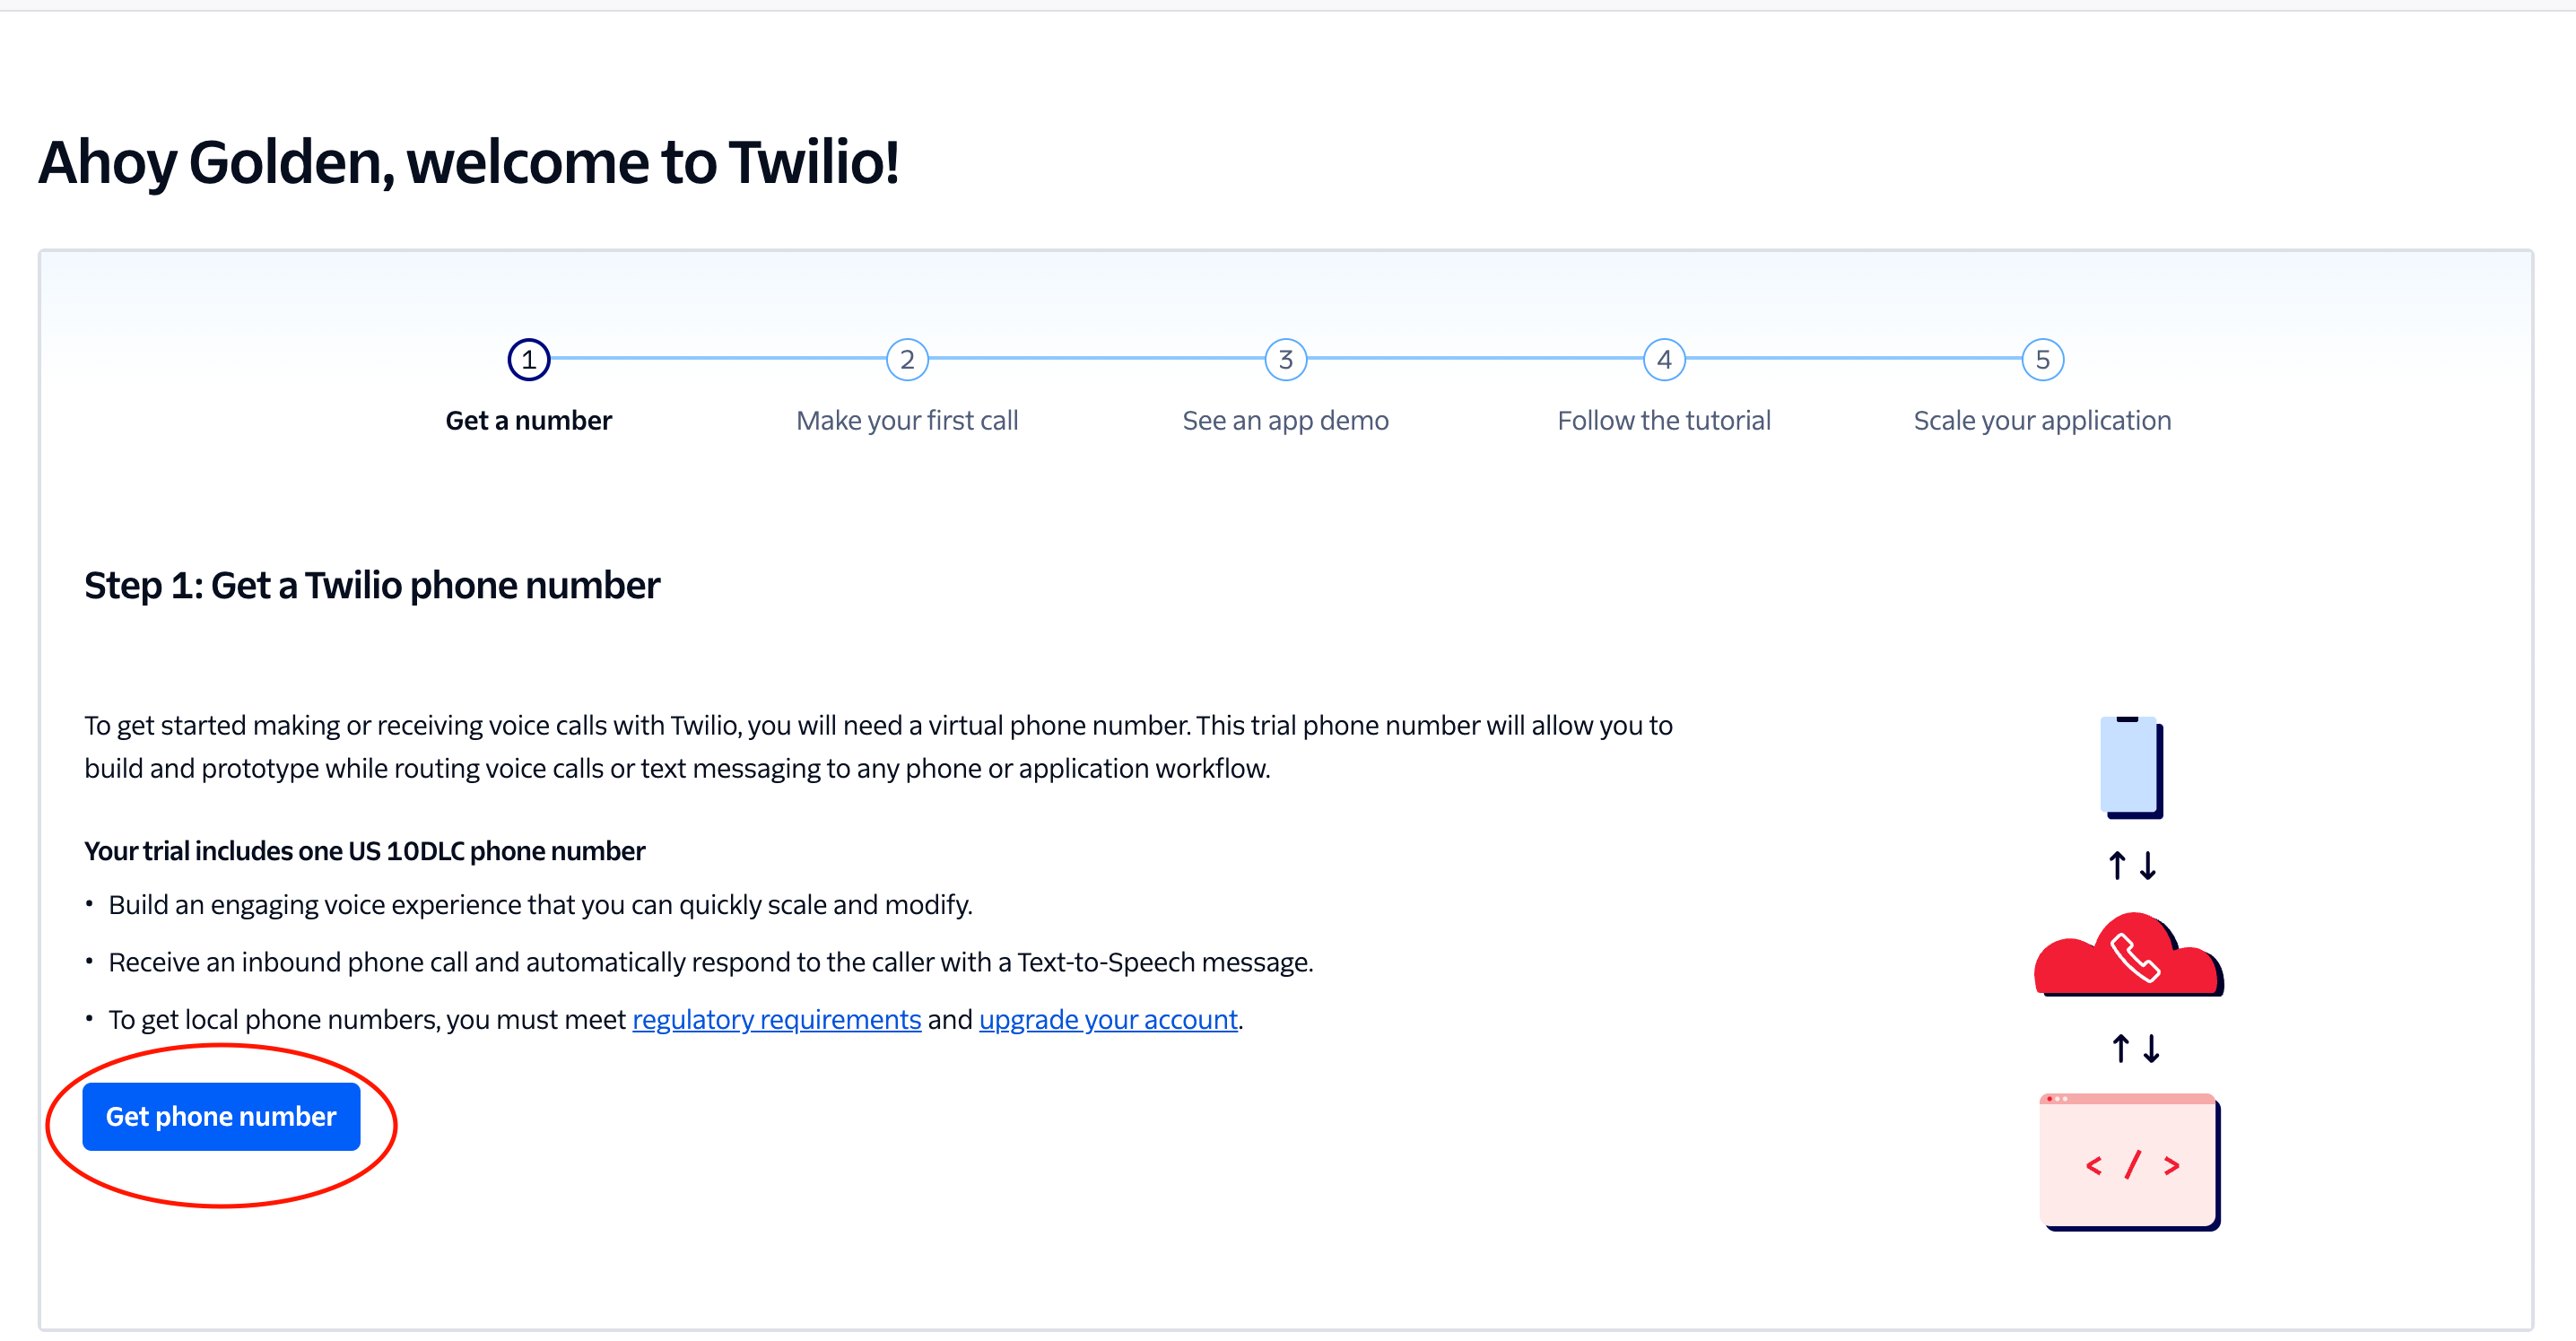 Ahoy Golden, welcome to Twilio!
1
2
3
4
5
Get a number
Make your first call
See an app demo
Follow the tutorial
Scale your application
Step 1: Get a Twilio phone number
To get started making or receiving voice calls with Twilio, you will need a virtual phone number. This trial phone number will allow you to
build and prototype while routing voice calls or text messaging to any phone or application workflow.
Your trial includes one US 10DLC phone number
• Build an engaging voice experience that you can quickly scale and modify.
• Receive an inbound phone call and automatically respond to the caller with a Text-to-Speech message.
• To get local phone numbers, you must meet regulatory requirements and upgrade your account.
Get phone number
< / >